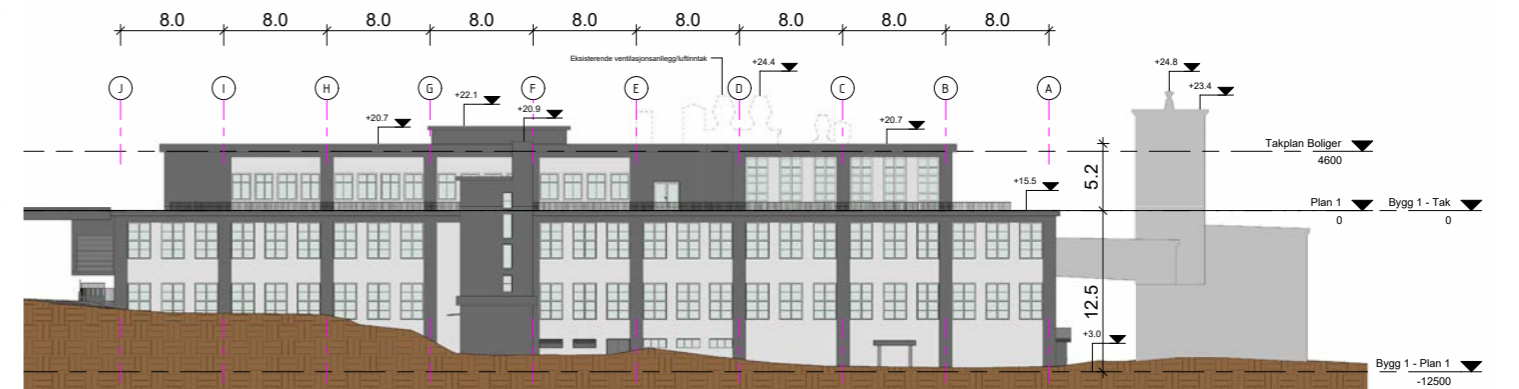 8.0 8.0 8.0 8.0 8.0 8.0 8.0 8.0 8.0
Eksisterende ventilasjonsanlegg/luftinntak
+24.4
+24.8
+23.4
J I H G F E D C B A
+22.1
+20.9
+20.7
+20.7
Takplan Boliger
4600
5.2
+15.5
Plan 1
0
Bygg 1 - Tak
0
12.5
+3.0
Bygg 1 - Plan 1
-12500